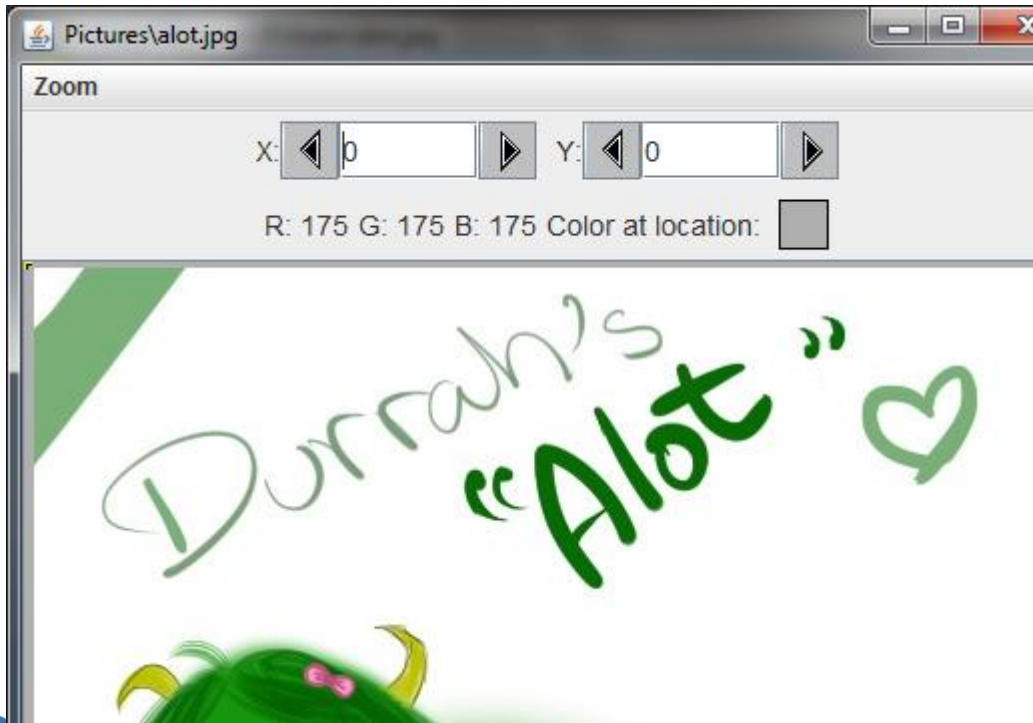 Pictures\alot.jpg
Zoom
X: 0 Y: 0
R: 175 G: 175 B: 175 Color at location:
Durrah's
“Alot”